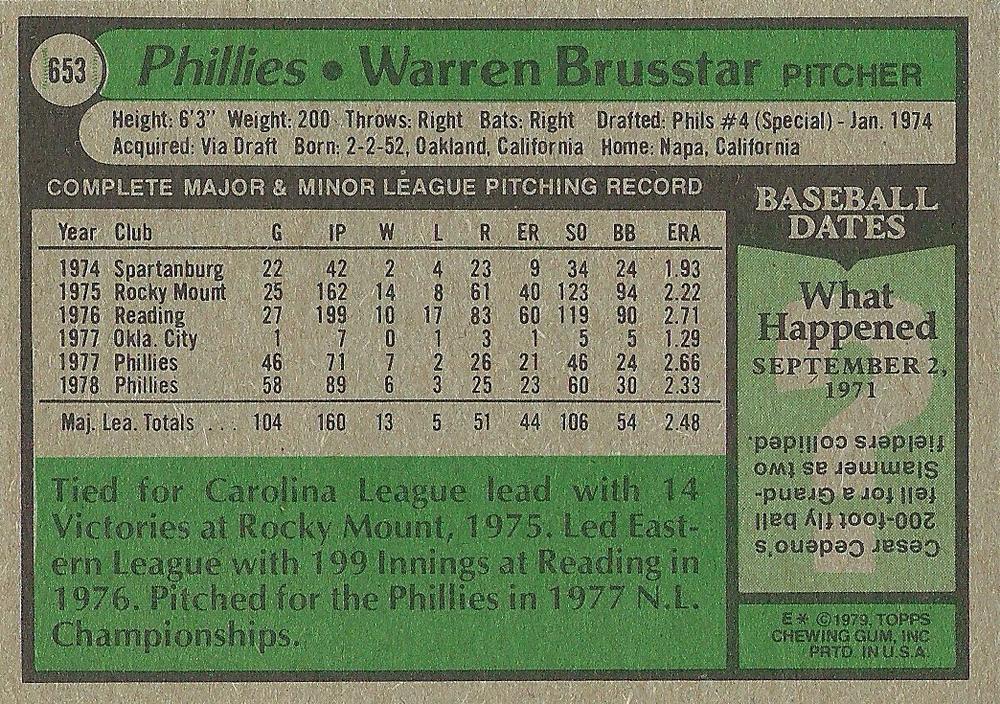 653
Phillies • Warren Brusstar PITCHER
Height: 6'3" Weight: 200 Throws: Right Bats: Right Drafted: Phils #4 (Special) - Jan. 1974
Acquired: Via Draft Born: 2-2-52, Oakland, California Home: Napa, California
COMPLETE MAJOR & MINOR LEAGUE PITCHING RECORD
Year Club G IP W L R ER SO BB ERA
1974 Spartanburg 22 42 2 4 23 9 34 24 1.93
1975 Rocky Mount 25 162 14 8 61 40 123 94 2.22
1976 Reading 27 199 10 17 83 60 119 90 2.71
1977 Okla. City 1 7 0 1 3 1 5 5 1.29
1977 Phillies 46 71 7 2 26 21 46 24 2.66
1978 Phillies 58 89 6 3 25 23 60 30 2.33
Maj. Lea. Totals . . . 104 160 13 5 51 44 106 54 2.48
Tied for Carolina League lead with 14
Victories at Rocky Mount, 1975. Led East-
ern League with 199 Innings at Reading in
1976. Pitched for the Phillies in 1977 N.L.
Championships.
BASEBALL
DATES
What
Happened
SEPTEMBER 2,
1971
?
Cesar Cedeno's
200-foot fly ball
fell for a Grand-
Slammer as two
fielders collided.
E* ©1979. TOPPS
CHEWING GUM, INC
PRTD. IN U.S.A.